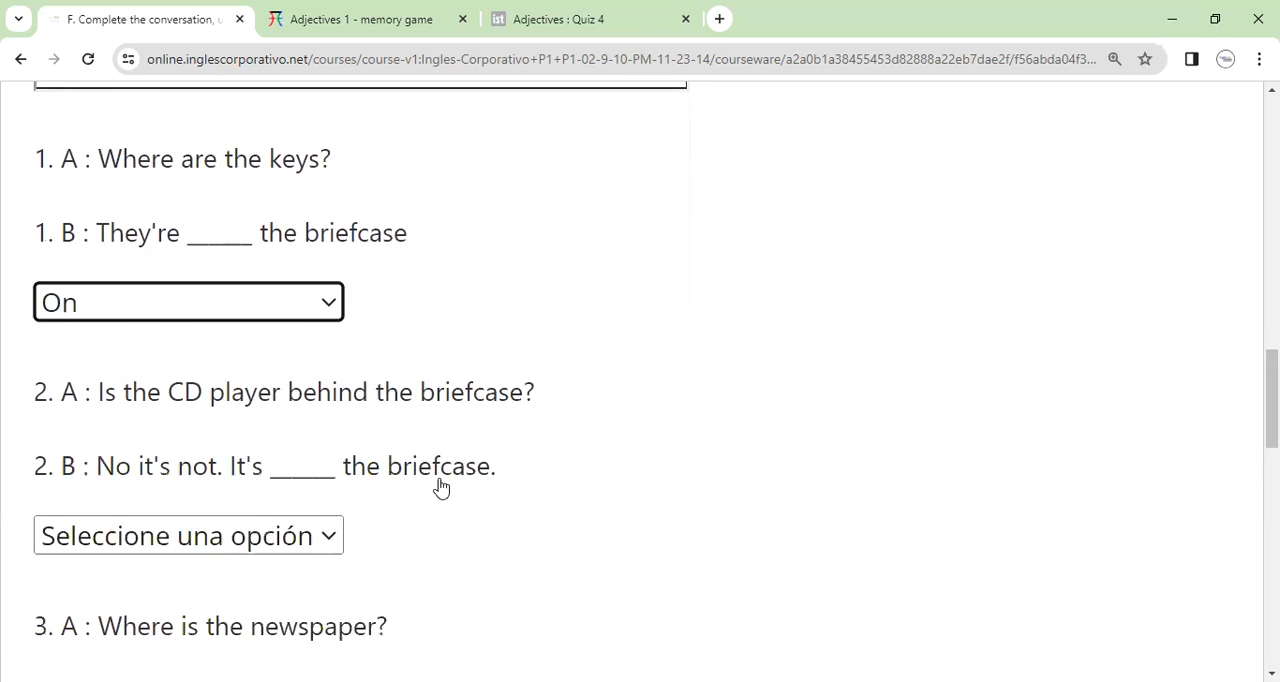 F. Complete the conversation, u
Adjectives 1 - memory game
ist
Adjectives : Quiz 4
online.inglescorporativo.net/courses/course-v1:Ingles-Corporativo+P1+P1-02-9-10-PM-11-23-14/courseware/a2a0b1a38455453d82888a22eb7dae2f/f56abda04f3...
1. A : Where are the keys?
1. B : They're _____ the briefcase
On
2. A : Is the CD player behind the briefcase?
2. B : No it's not. It's _____ the briefcase.
Seleccione una opción
3. A : Where is the newspaper?